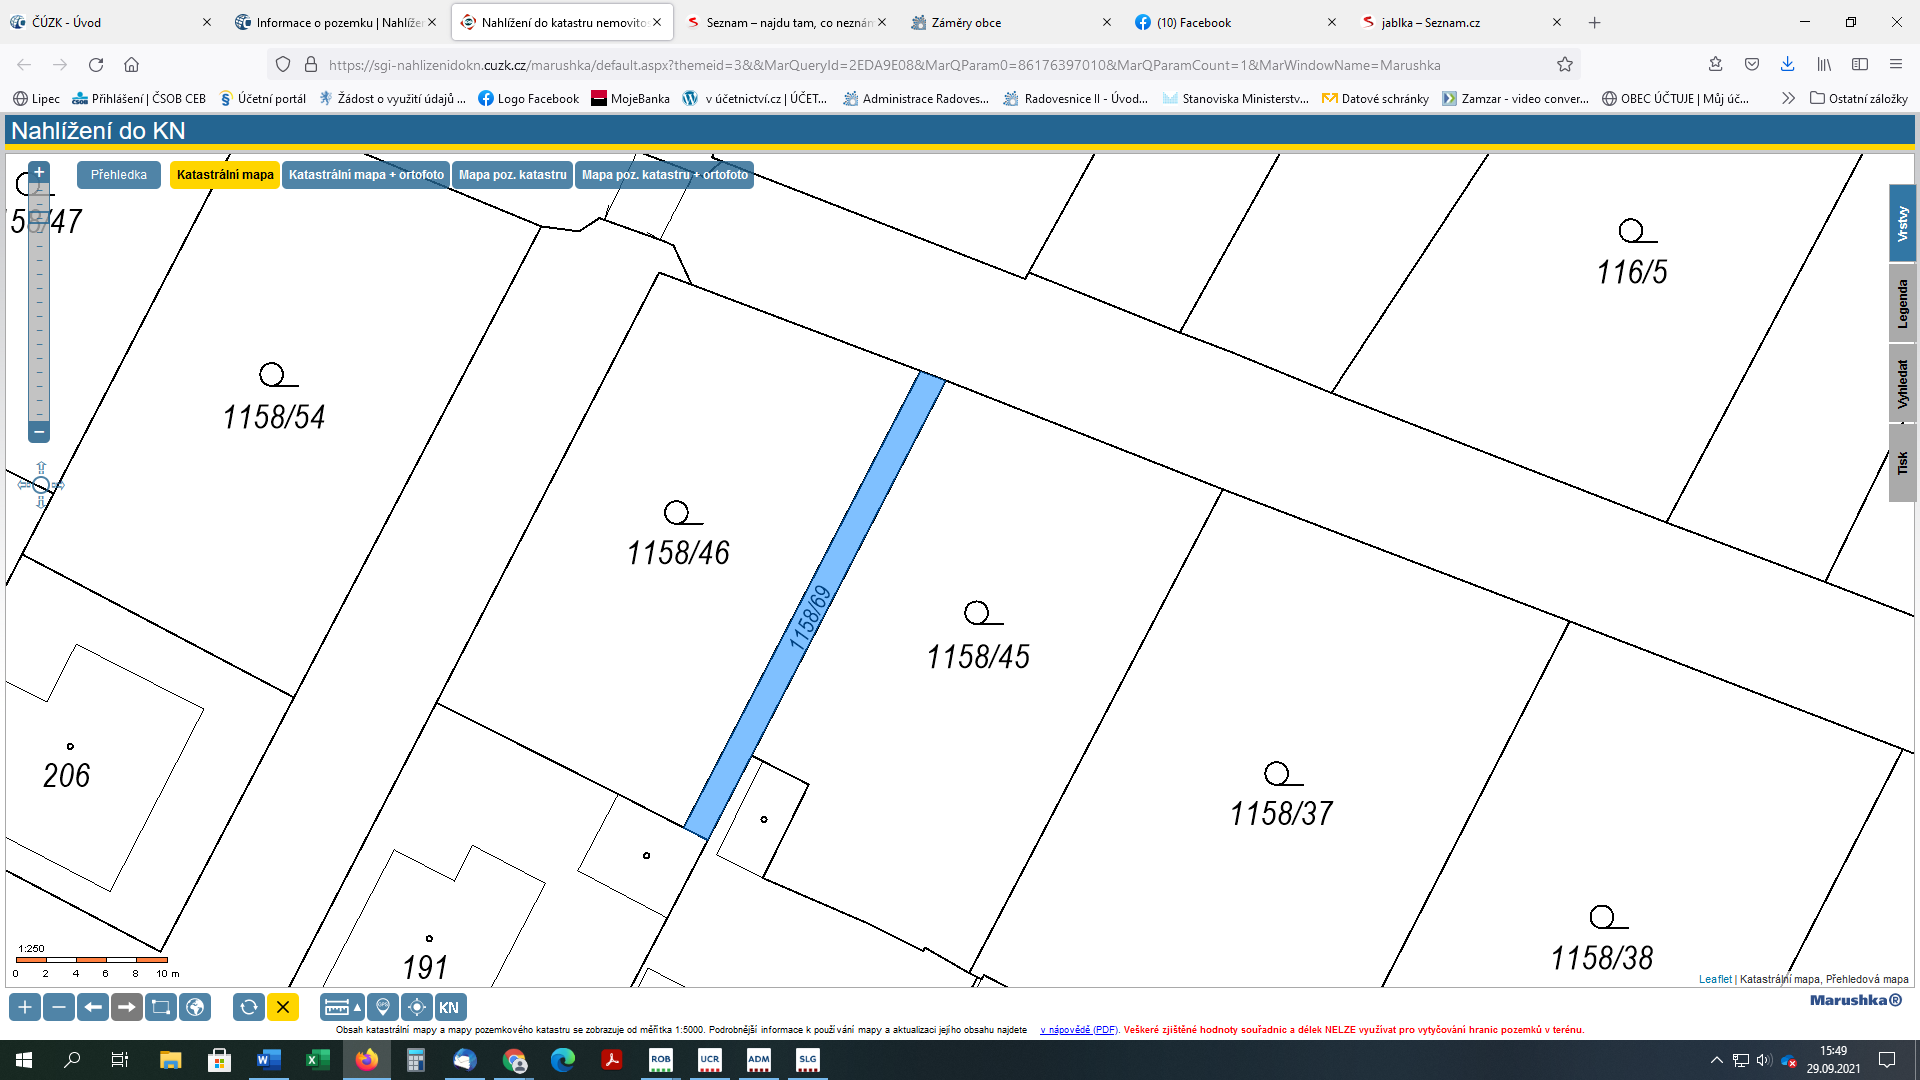 ČÚZK - Úvod
Informace o pozemku | Nahlíže
Nahlížení do katastru nemovito
Seznam – najdu tam, co neznám
Záměry obce
(10) Facebook
jablka – Seznam.cz
https://sgi-nahlizenidokn.cuzk.cz/marushka/default.aspx?themeid=3&&MarQueryId=2EDA9E08&MarQParam0=86176397010&MarQParamCount=1&MarWindowName=Marushka
Lipec
Přihlášení | ČSOB CEB
Účetní portál
Žádost o využití údajů ...
Logo Facebook
MojeBanka
v účetnictví.cz | ÚČET...
Administrace Radoves...
Radovesnice II - Úvod...
Stanoviska Ministerstv...
Datové schránky
Zamzar - video conver...
OBEC ÚČTUJE | Můj úč...
Ostatní záložky
Nahlížení do KN
Přehledka
Katastrální mapa
Katastrální mapa + ortofoto
Mapa poz. katastru
Mapa poz. katastru + ortofoto
Vrstvy
Legenda
Vyhledat
Tisk
116/5
1158/54
1158/46
1158/69
1158/45
1158/37
1158/38
206
191
1:250
0 2 4 6 8 10 m
Leaflet | Katastrální mapa, Přehledová mapa
KN
Marushka®
Obsah katastrální mapy a mapy pozemkového katastru se zobrazuje od měřítka 1:5000. Podrobnější informace k používání mapy a aktualizaci jejího obsahu najdete v nápovědě (PDF). Veškeré zjištěné hodnoty souřadnic a délek NELZE využívat pro vytyčování hranic pozemků v terénu.
ROB
UCR
ADM
SLG
15:49
29.09.2021